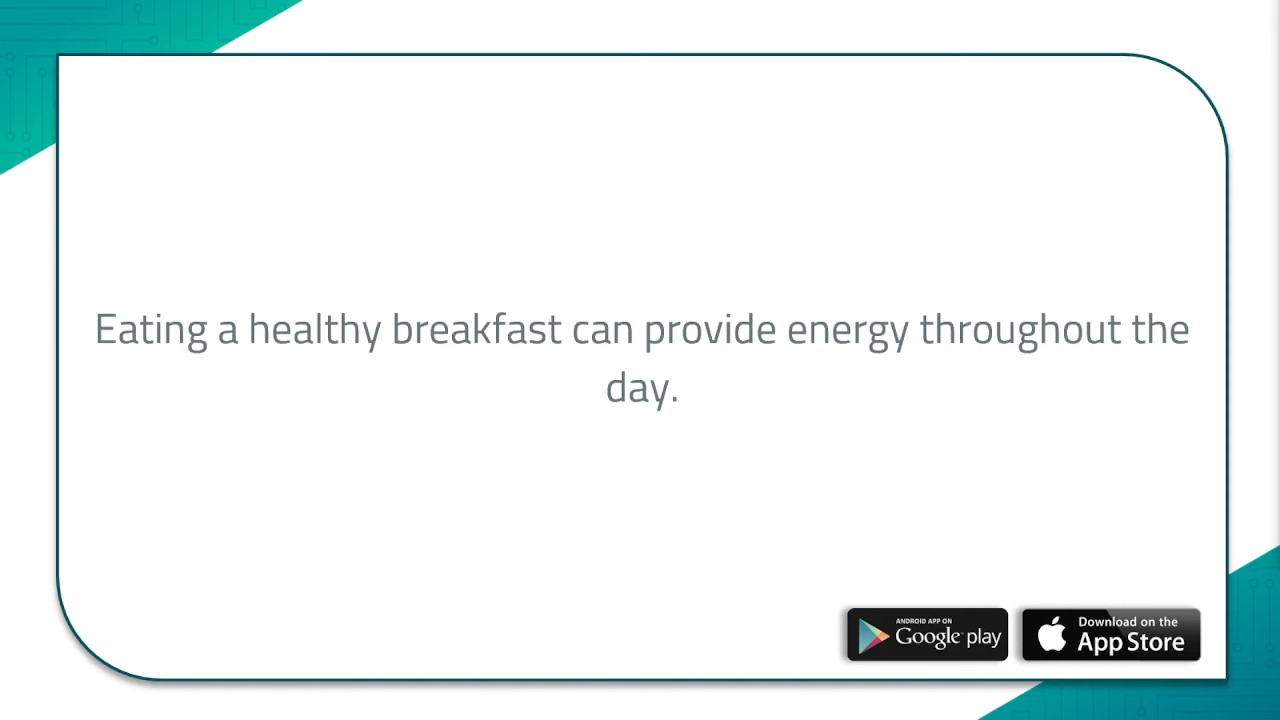 Eating a healthy breakfast can provide energy throughout the
day.
ANDROID APP ON
Google play
Download on the
App Store